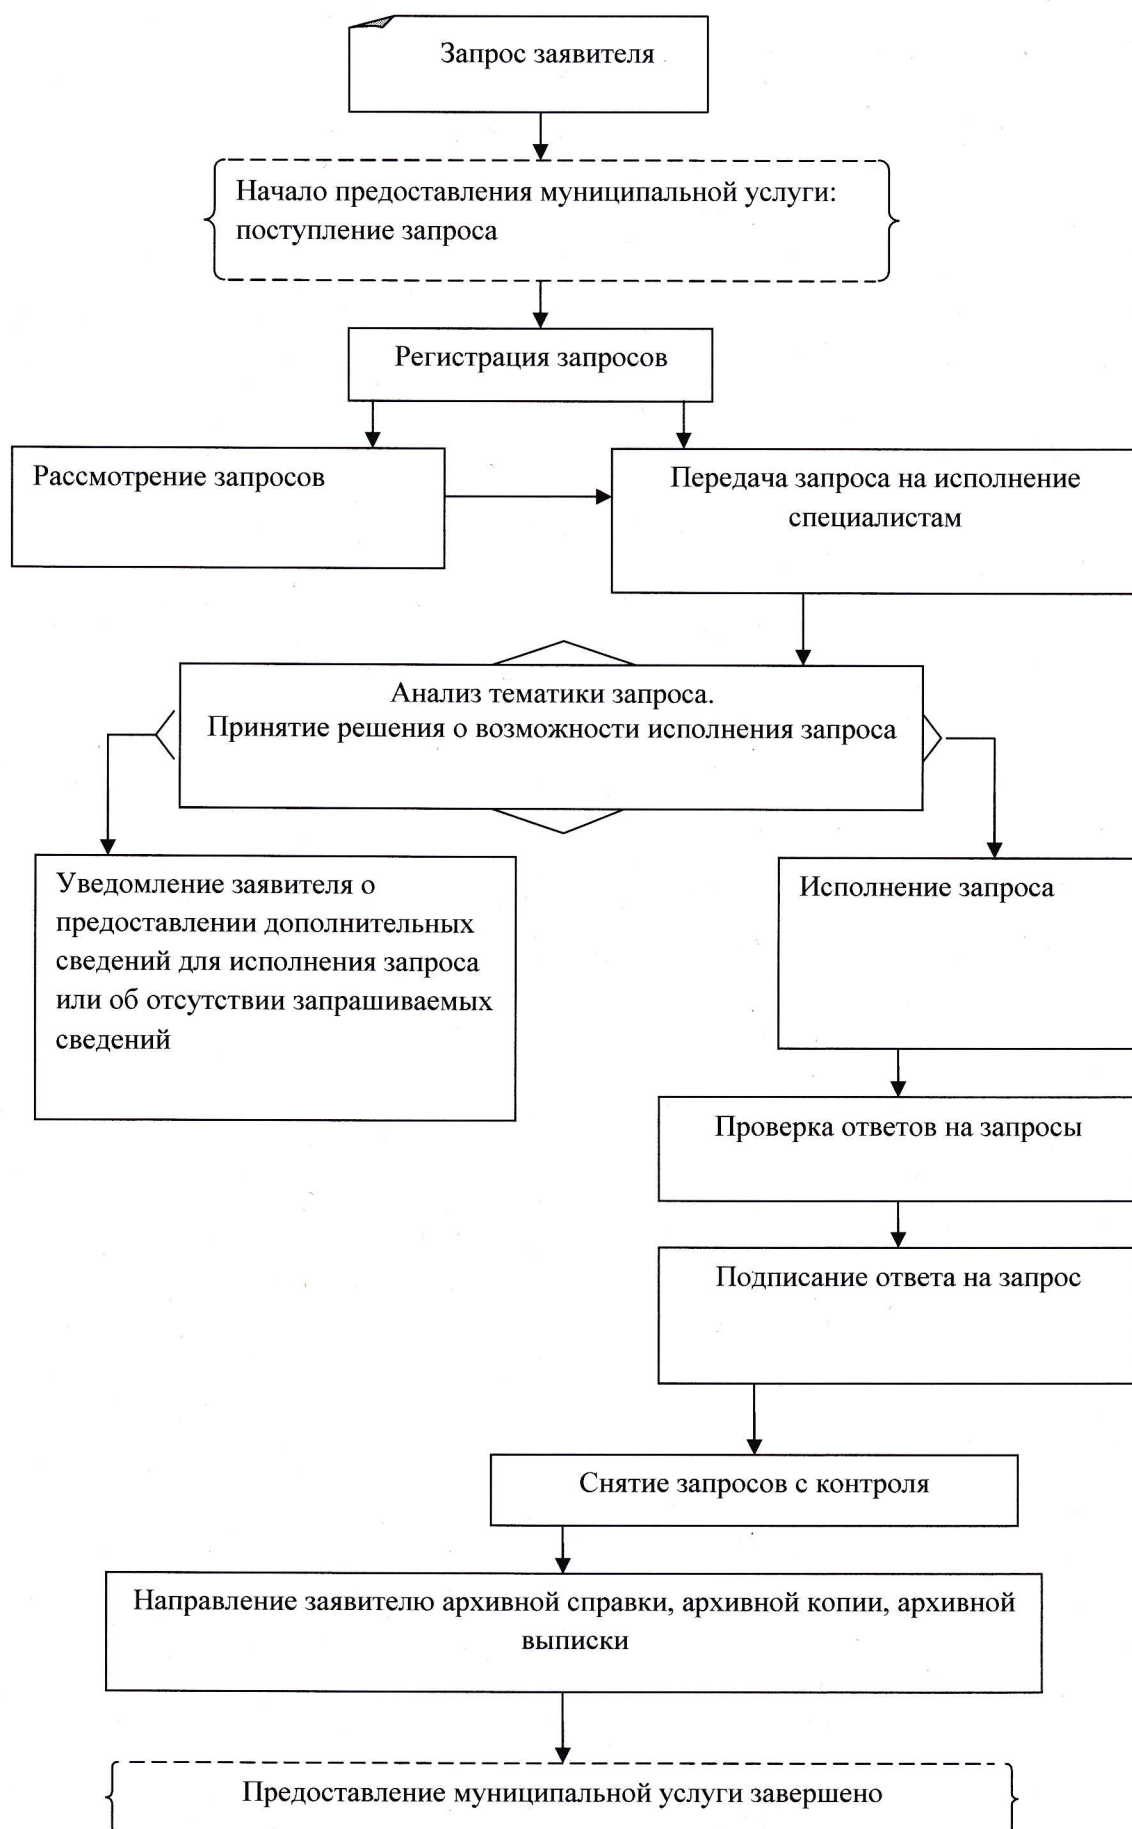 Запрос заявителя
Начало предоставления муниципальной услуги:
поступление запроса
Регистрация запросов
Рассмотрение запросов
Передача запроса на исполнение
специалистам
Анализ тематики запроса.
Принятие решения о возможности исполнения запроса
Уведомление заявителя о
предоставлении дополнительных
сведений для исполнения запроса
или об отсутствии запрашиваемых
сведений
Исполнение запроса
Проверка ответов на запросы
Подписание ответа на запрос
Снятие запросов с контроля
Направление заявителю архивной справки, архивной копии, архивной
выписки
Предоставление муниципальной услуги завершено